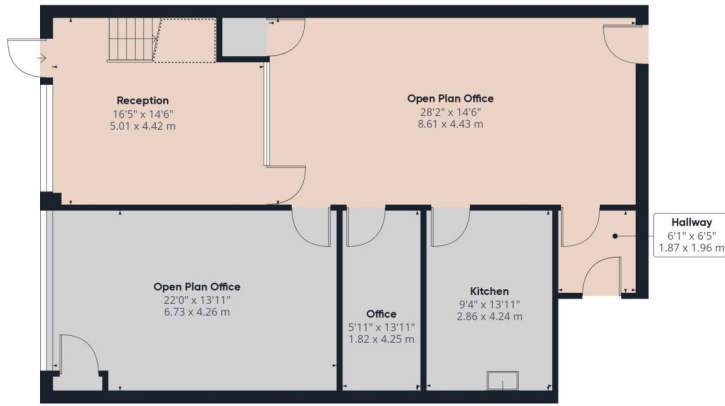 Reception
16'5" x 14'6"
5.01 x 4.42 m
Open Plan Office
28'2" x 14'6"
8.61 x 4.43 m
Hallway
6'1" x 6'5"
1.87 x 1.96 m
Open Plan Office
22'0" x 13'11"
6.73 x 4.26 m
Office
5'11" x 13'11"
1.82 x 4.25 m
Kitchen
9'4" x 13'11"
2.86 x 4.24 m